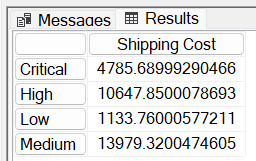 Messages Results
Shipping Cost
Critical 4785.68999290466
High 10647.8500078693
Low 1133.76000577211
Medium 13979.3200474605